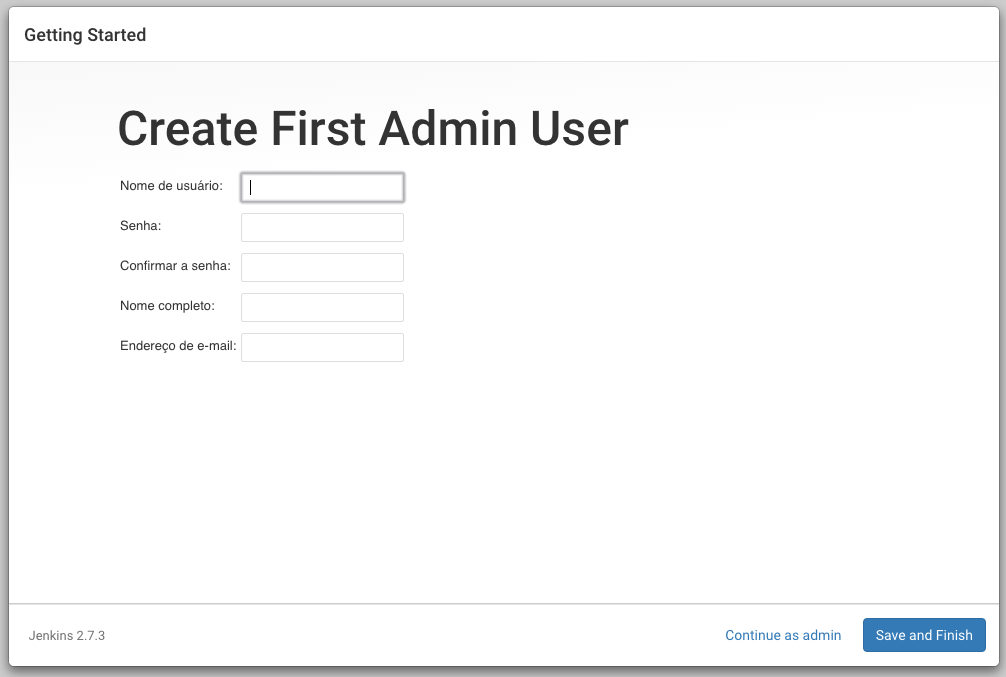 Getting Started
Create First Admin User
Nome de usuário:
Senha:
Confirmar a senha:
Nome completo:
Endereço de e-mail:
Jenkins 2.7.3
Continue as admin
Save and Finish